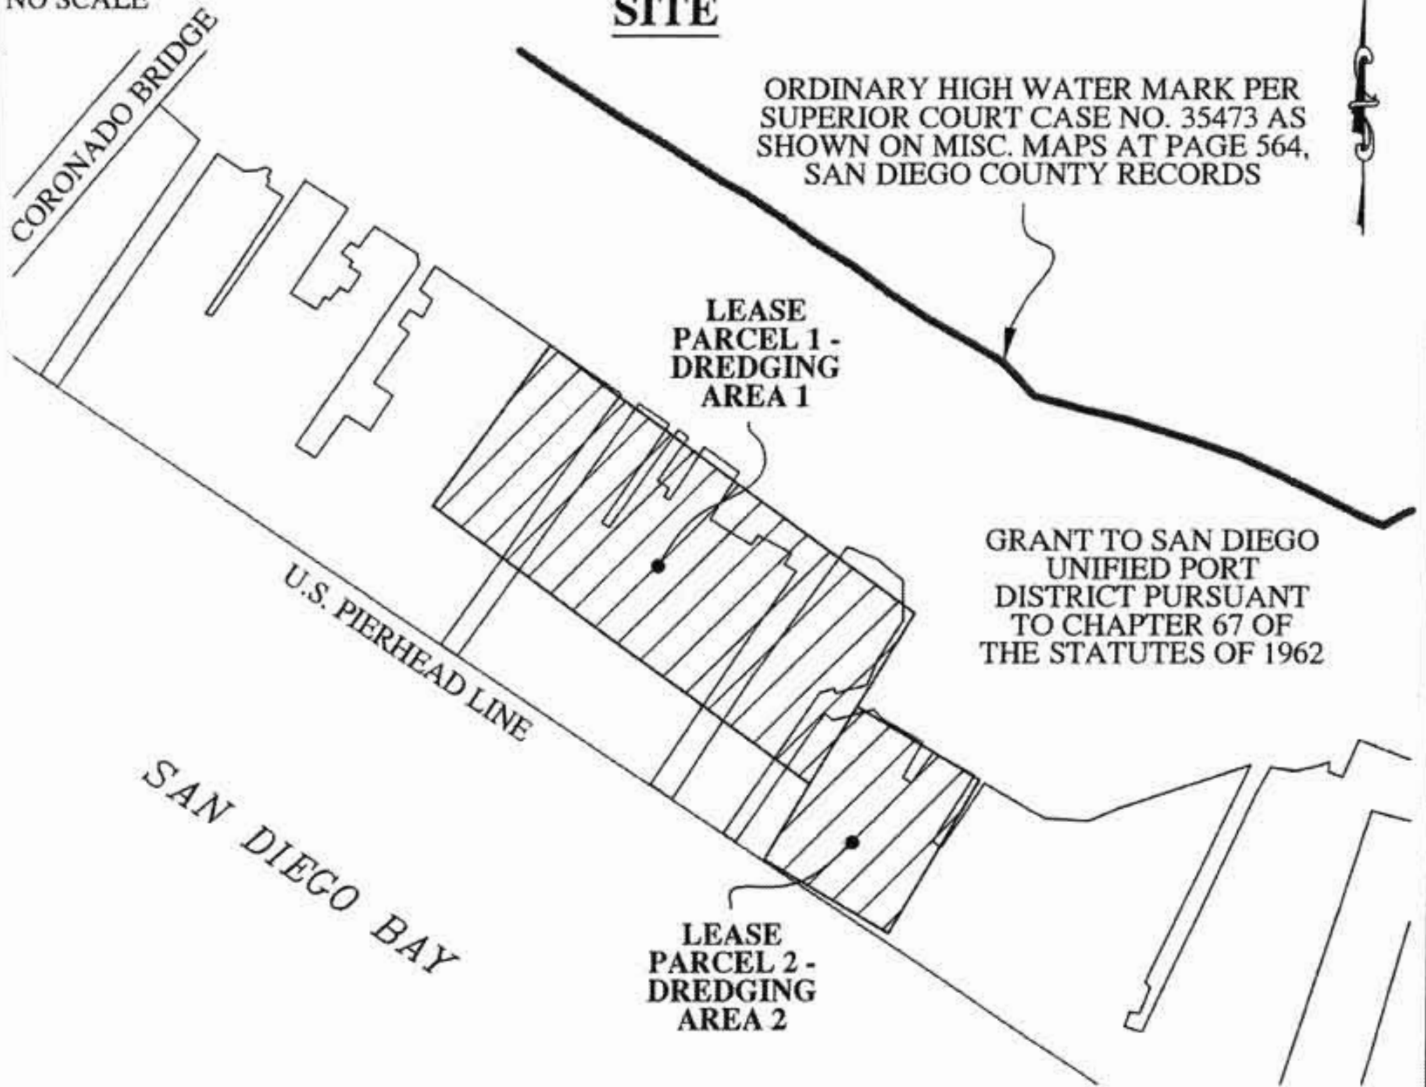 NO SCALE
SITE
CORONADO BRIDGE
ORDINARY HIGH WATER MARK PER
SUPERIOR COURT CASE NO. 35473 AS
SHOWN ON MISC. MAPS AT PAGE 564,
SAN DIEGO COUNTY RECORDS
LEASE
PARCEL 1 -
DREDGING
AREA 1
GRANT TO SAN DIEGO
UNIFIED PORT
DISTRICT PURSUANT
TO CHAPTER 67 OF
THE STATUTES OF 1962
U.S. PIERHEAD LINE
SAN DIEGO BAY
LEASE
PARCEL 2 -
DREDGING
AREA 2